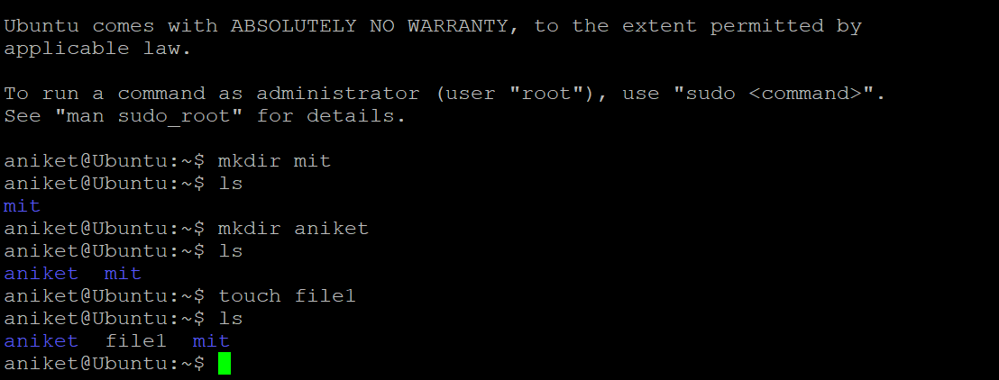 Ubuntu comes with ABSOLUTELY NO WARRANTY, to the extent permitted by
applicable law.
To run a command as administrator (user "root"), use "sudo <command>".
See "man sudo_root" for details.
aniket@Ubuntu:~$ mkdir mit
aniket@Ubuntu:~$ ls
mit
aniket@Ubuntu:~$ mkdir aniket
aniket@Ubuntu:~$ ls
aniket  mit
aniket@Ubuntu:~$ touch file1
aniket@Ubuntu:~$ ls
aniket  file1  mit
aniket@Ubuntu:~$